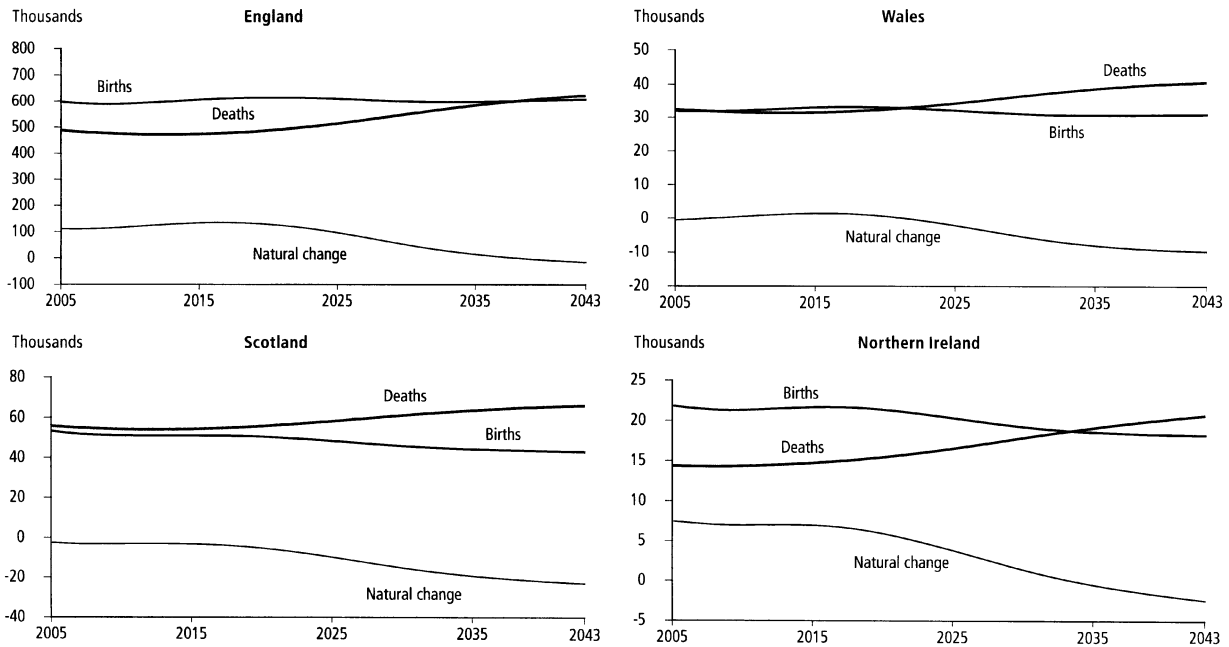 Thousands England
800
700
600
500
400
300
200
100
0
-100
Births
Deaths
Natural change
2005 2015 2025 2035 2043
Thousands Wales
50
40
30
20
10
0
-10
-20
Deaths
Births
Natural change
2005 2015 2025 2035 2043
Thousands Scotland
80
60
40
20
0
-20
-40
Deaths
Births
Natural change
2005 2015 2025 2035 2043
Thousands Northern Ireland
25
20
15
10
5
0
-5
Births
Deaths
Natural change
2005 2015 2025 2035 2043